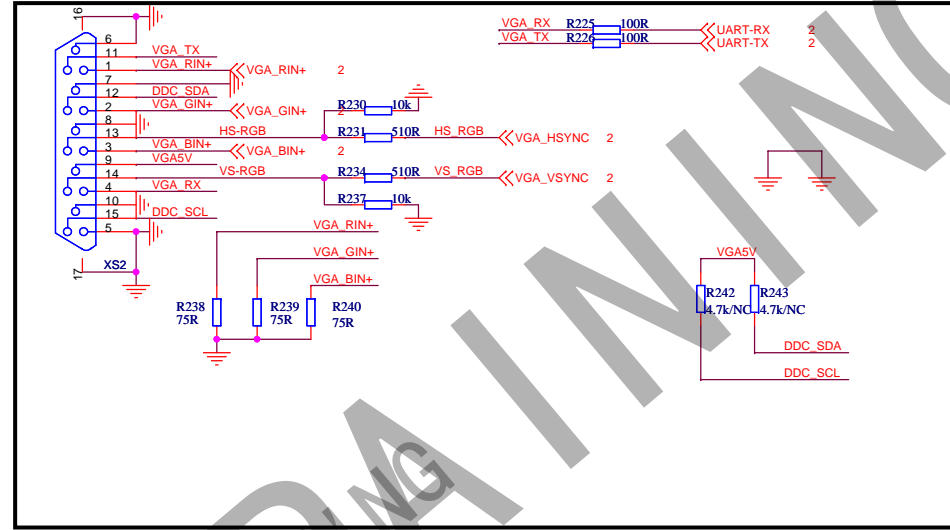 16
6
11 VGA_TX
1 VGA_RIN+
VGA_RIN+ 2
7
12 DDC_SDA
2 VGA_GIN+
VGA_GIN+ 2
8
13 HS-RGB
3 VGA_BIN+
VGA_BIN+ 2
9 VGA5V
14 VS-RGB
4 VGA_RX
10
15 DDC_SCL
5
17
XS2
R230 10k
R231 510R HS_RGB VGA_HSYNC 2
R234 510R VS_RGB VGA_VSYNC 2
R237 10k
VGA_RX R225 100R UART-RX 2
VGA_TX R226 100R UART-TX 2
VGA_RIN+
VGA_GIN+
VGA_BIN+
R238 R239 R240
75R 75R 75R
VGA5V
R242 R243
4.7k/NC 4.7k/NC
DDC_SDA
DDC_SCL